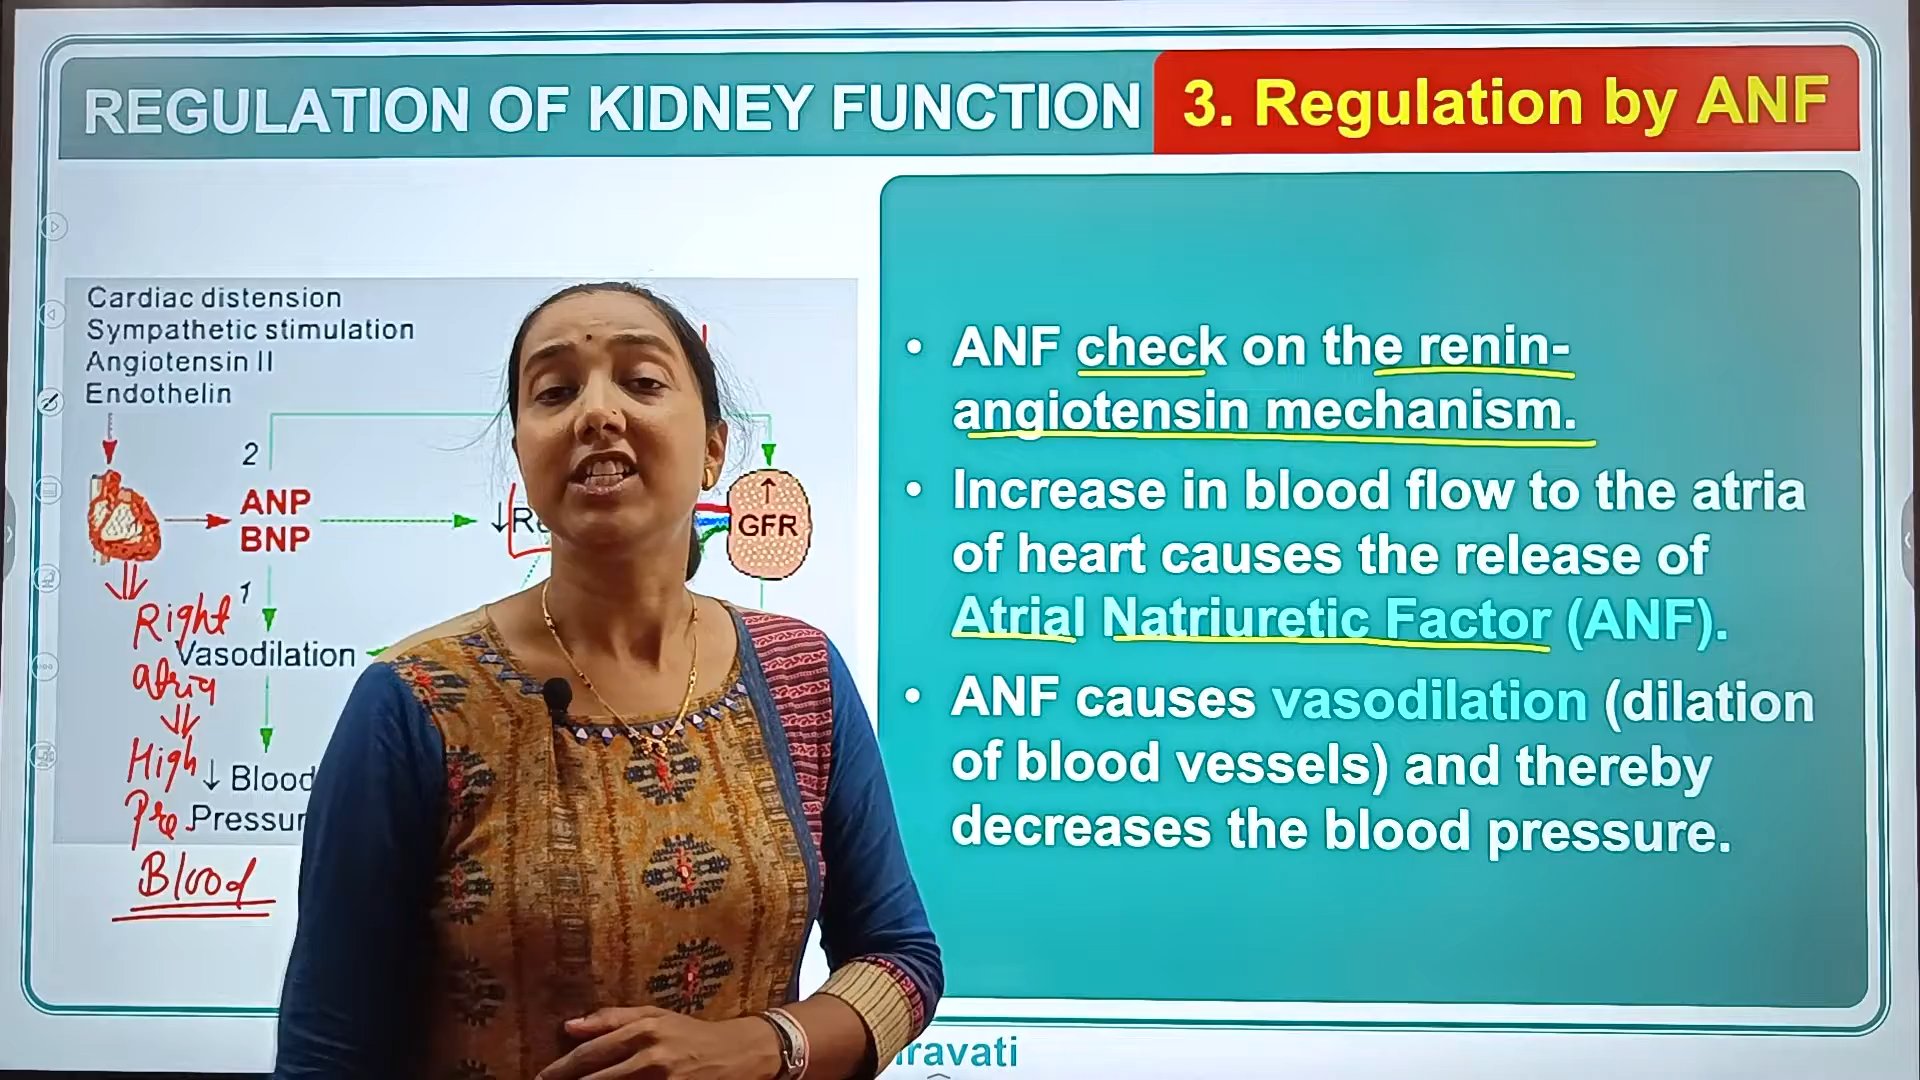 REGULATION OF KIDNEY FUNCTION
3. Regulation by ANF
Cardiac distension
Sympathetic stimulation
Angiotensin II
Endothelin
2
ANP
BNP
↑
GFR
1
Right
Vasodilation
atria
High
↓ Blood
Pre.
Pressur
Blood
• ANF check on the renin-
angiotensin mechanism.
• Increase in blood flow to the atria
of heart causes the release of
Atrial Natriuretic Factor (ANF).
• ANF causes vasodilation (dilation
of blood vessels) and thereby
decreases the blood pressure.
ravati